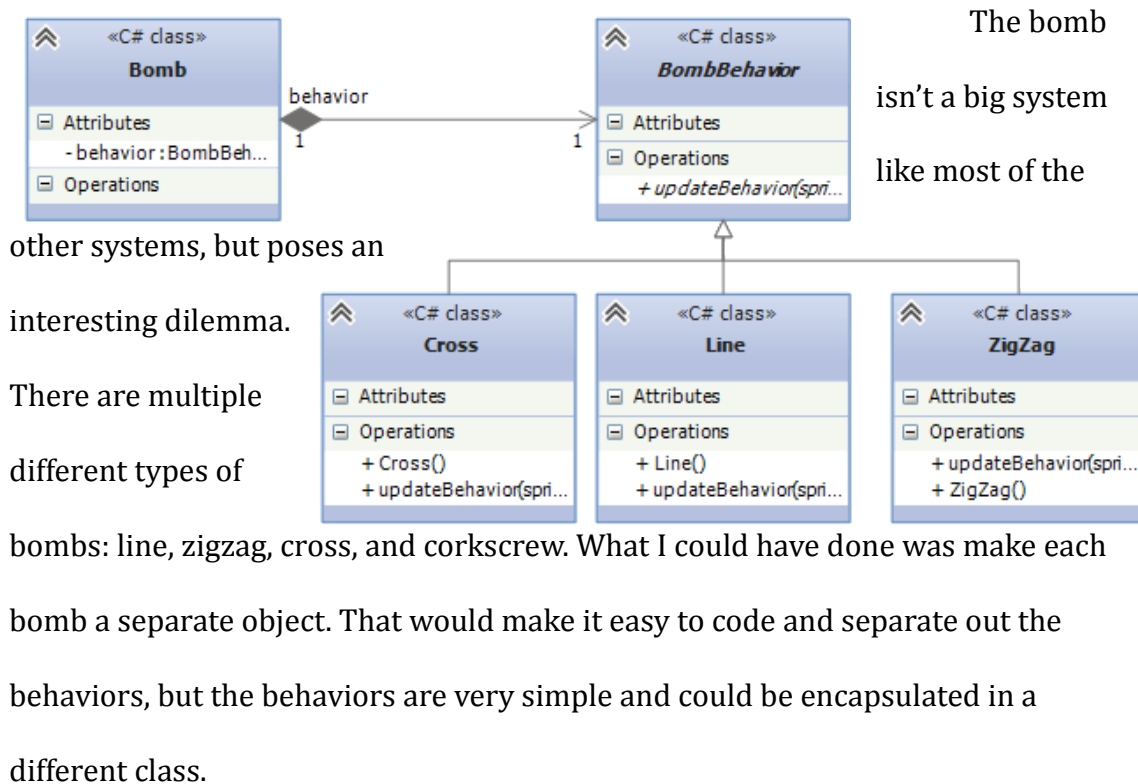 «C# class»
Bomb
Attributes
- behavior : BombBeh...
Operations
behavior
1
1
«C# class»
BombBehavior
Attributes
Operations
+ updateBehavior(spri...
The bomb
isn’t a big system
like most of the
other systems, but poses an
interesting dilemma.
There are multiple
different types of
«C# class»
Cross
Attributes
Operations
+ Cross()
+ updateBehavior(spri...
«C# class»
Line
Attributes
Operations
+ Line()
+ updateBehavior(spri...
«C# class»
ZigZag
Attributes
Operations
+ updateBehavior(spri...
+ ZigZag()
bombs: line, zigzag, cross, and corkscrew. What I could have done was make each
bomb a separate object. That would make it easy to code and separate out the
behaviors, but the behaviors are very simple and could be encapsulated in a
different class.